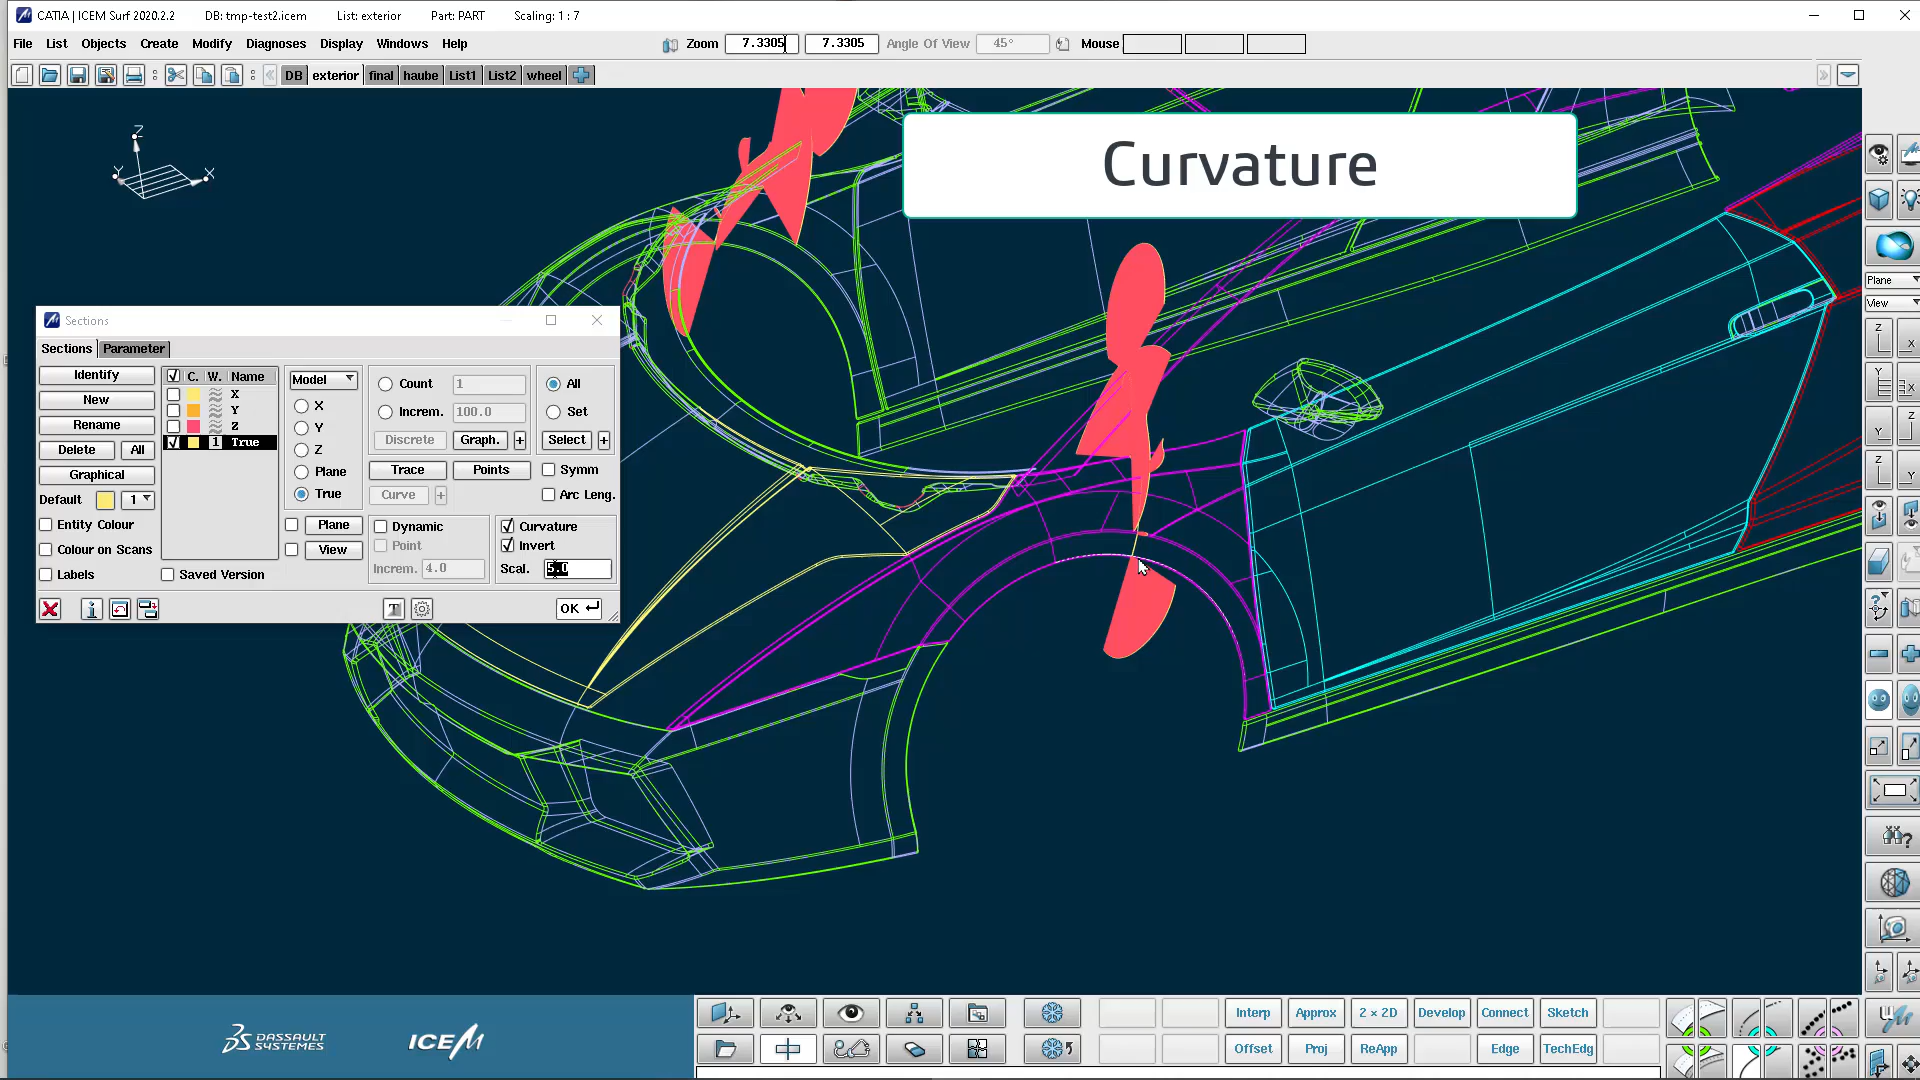 CATIA | ICEM Surf 2020.2.2 DB: tmp-test2.icem List: exterior Part: PART Scaling: 1 : 7
File List Objects Create Modify Diagnoses Display Windows Help Zoom 7.3305 7.3305 Angle Of View 45° Mouse
DB exterior final haube List1 List2 wheel
Curvature
Z
Y X
Sections
Sections Parameter
Identify
New
Rename
Delete All
Graphical
Default 1
Entity Colour
Colour on Scans
Labels
C. W. Name
X
Y
Z
1 True
Saved Version
Model
X
Y
Z
Plane
True
Plane
View
Count 1
Increm. 100.0
Discrete Graph. +
Trace Points
Curve +
Dynamic
Point
Increm. 4.0
All
Set
Select +
Symm
Arc Leng.
Curvature
Invert
Scal. 5.0
OK
Plane
View
Z X
Y X
Z Y
Z Y
DASSAULT SYSTEMES ICEM
Interp Approx 2 × 2D Develop Connect Sketch
Offset Proj ReApp Edge TechEdg